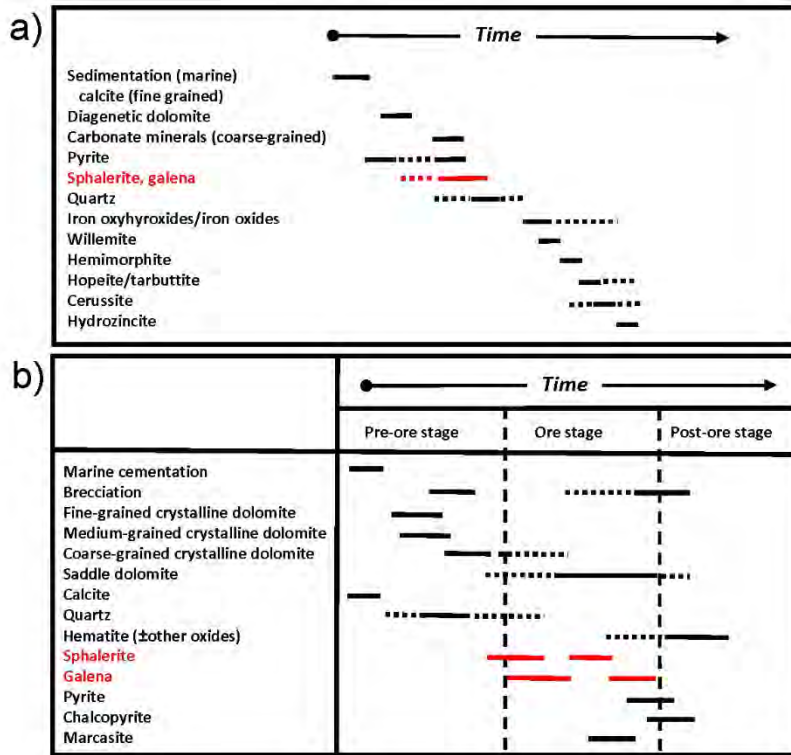 a)
Time
Sedimentation (marine)
calcite (fine grained)
Diagenetic dolomite
Carbonate minerals (coarse-grained)
Pyrite
Sphalerite, galena
Quartz
Iron oxyhyroxides/iron oxides
Willemite
Hemimorphite
Hopeite/tarbuttite
Cerussite
Hydrozincite
b)
Time
Pre-ore stage Ore stage Post-ore stage
Marine cementation
Brecciation
Fine-grained crystalline dolomite
Medium-grained crystalline dolomite
Coarse-grained crystalline dolomite
Saddle dolomite
Calcite
Quartz
Hematite (±other oxides)
Sphalerite
Galena
Pyrite
Chalcopyrite
Marcasite